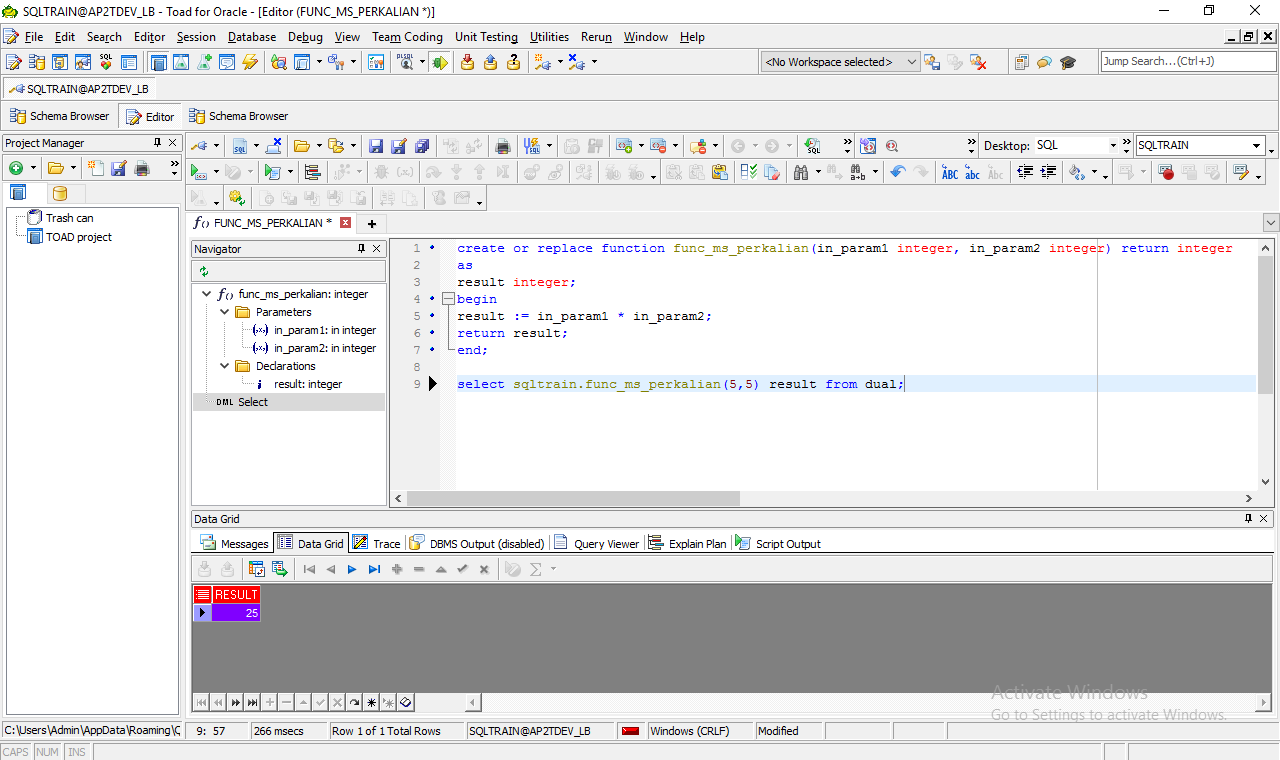 SQLTRAIN@AP2TDEV_LB - Toad for Oracle - [Editor (FUNC_MS_PERKALIAN *)]
File Edit Search Editor Session Database Debug View Team Coding Unit Testing Utilities Rerun Window Help
<No Workspace selected> Jump Search...(Ctrl+J)
SQLTRAIN@AP2TDEV_LB
Schema Browser Editor Schema Browser
Project Manager
Desktop: SQL SQLTRAIN
Trash can
TOAD project
FUNC_MS_PERKALIAN *
Navigator
func_ms_perkalian: integer
Parameters
in_param1: in integer
in_param2: in integer
Declarations
result: integer
DML Select
1 create or replace function func_ms_perkalian(in_param1 integer, in_param2 integer) return integer
2 as
3 result integer;
4 begin
5 result := in_param1 * in_param2;
6 return result;
7 end;
8
9 select sqltrain.func_ms_perkalian(5,5) result from dual;
Data Grid
Messages Data Grid Trace DBMS Output (disabled) Query Viewer Explain Plan Script Output
RESULT
25
Activate Windows
Go to Settings to activate Windows.
C:\Users\Admin\AppData\Roaming\Q 9: 57 266 msecs Row 1 of 1 Total Rows SQLTRAIN@AP2TDEV_LB Windows (CRLF) Modified
CAPS NUM INS